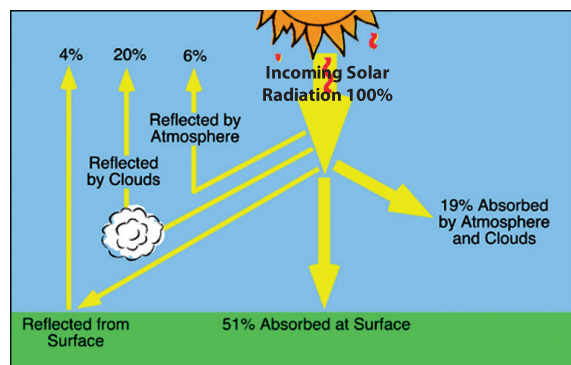 4%
20%
6%
Incoming Solar
Radiation 100%
Reflected by
Atmosphere
Reflected
by Clouds
19% Absorbed
by Atmosphere
and Clouds
Reflected from
Surface
51% Absorbed at Surface